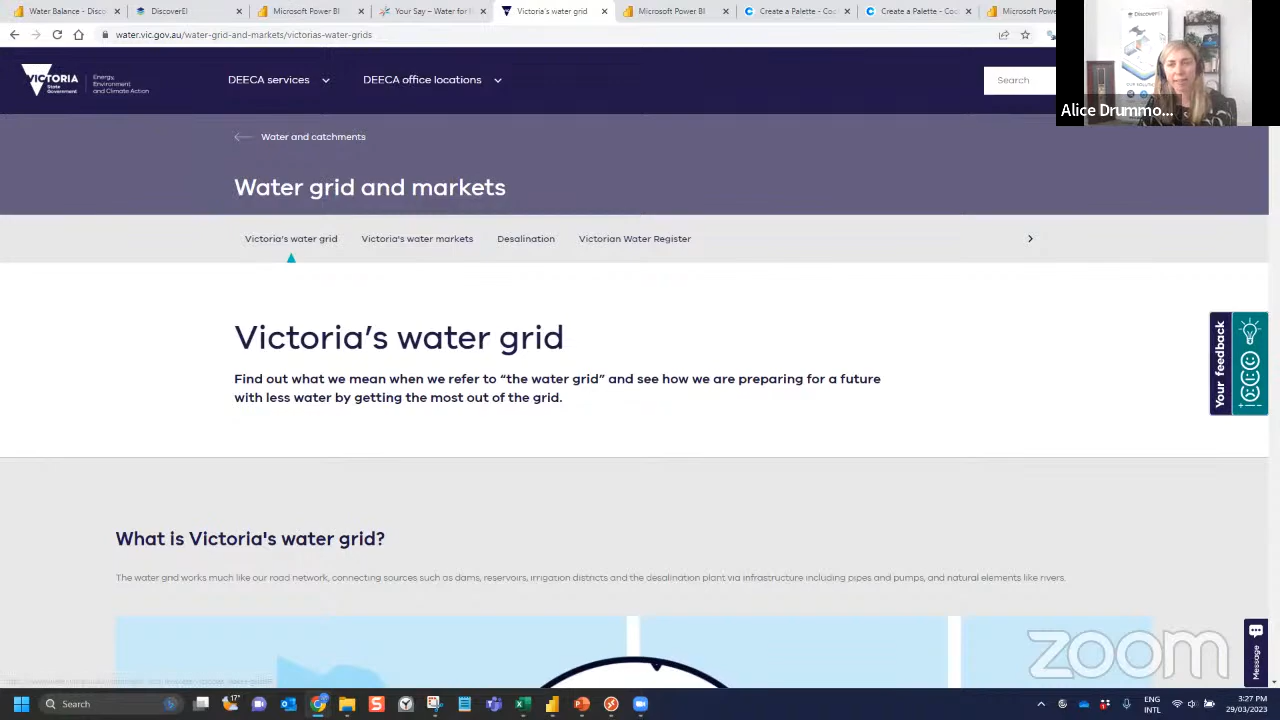 Water Balance - Disco
DiscoverEI
Microsoft Power BI
Your Say – Water for E
Victoria's water grid
Microsoft Power BI
Create a Palette - Coo
Create a Palette - Coo
Microsoft Pow
water.vic.gov.au/water-grid-and-markets/victorias-water-grids
VICTORIA
State
Government
Energy,
Environment
and Climate Action
DEECA services
DEECA office locations
Search
Discover
Alice Drummo...
Water and catchments
Water grid and markets
Victoria's water grid
Victoria's water markets
Desalination
Victorian Water Register
Victoria's water grid
Find out what we mean when we refer to “the water grid” and see how we are preparing for a future
with less water by getting the most out of the grid.
Your feedback
What is Victoria's water grid?
The water grid works much like our road network, connecting sources such as dams, reservoirs, irrigation districts and the desalination plant via infrastructure including pipes and pumps, and natural elements like rivers.
zoom
Message
Search
17°
ENG
INTL
3:27 PM
29/03/2023